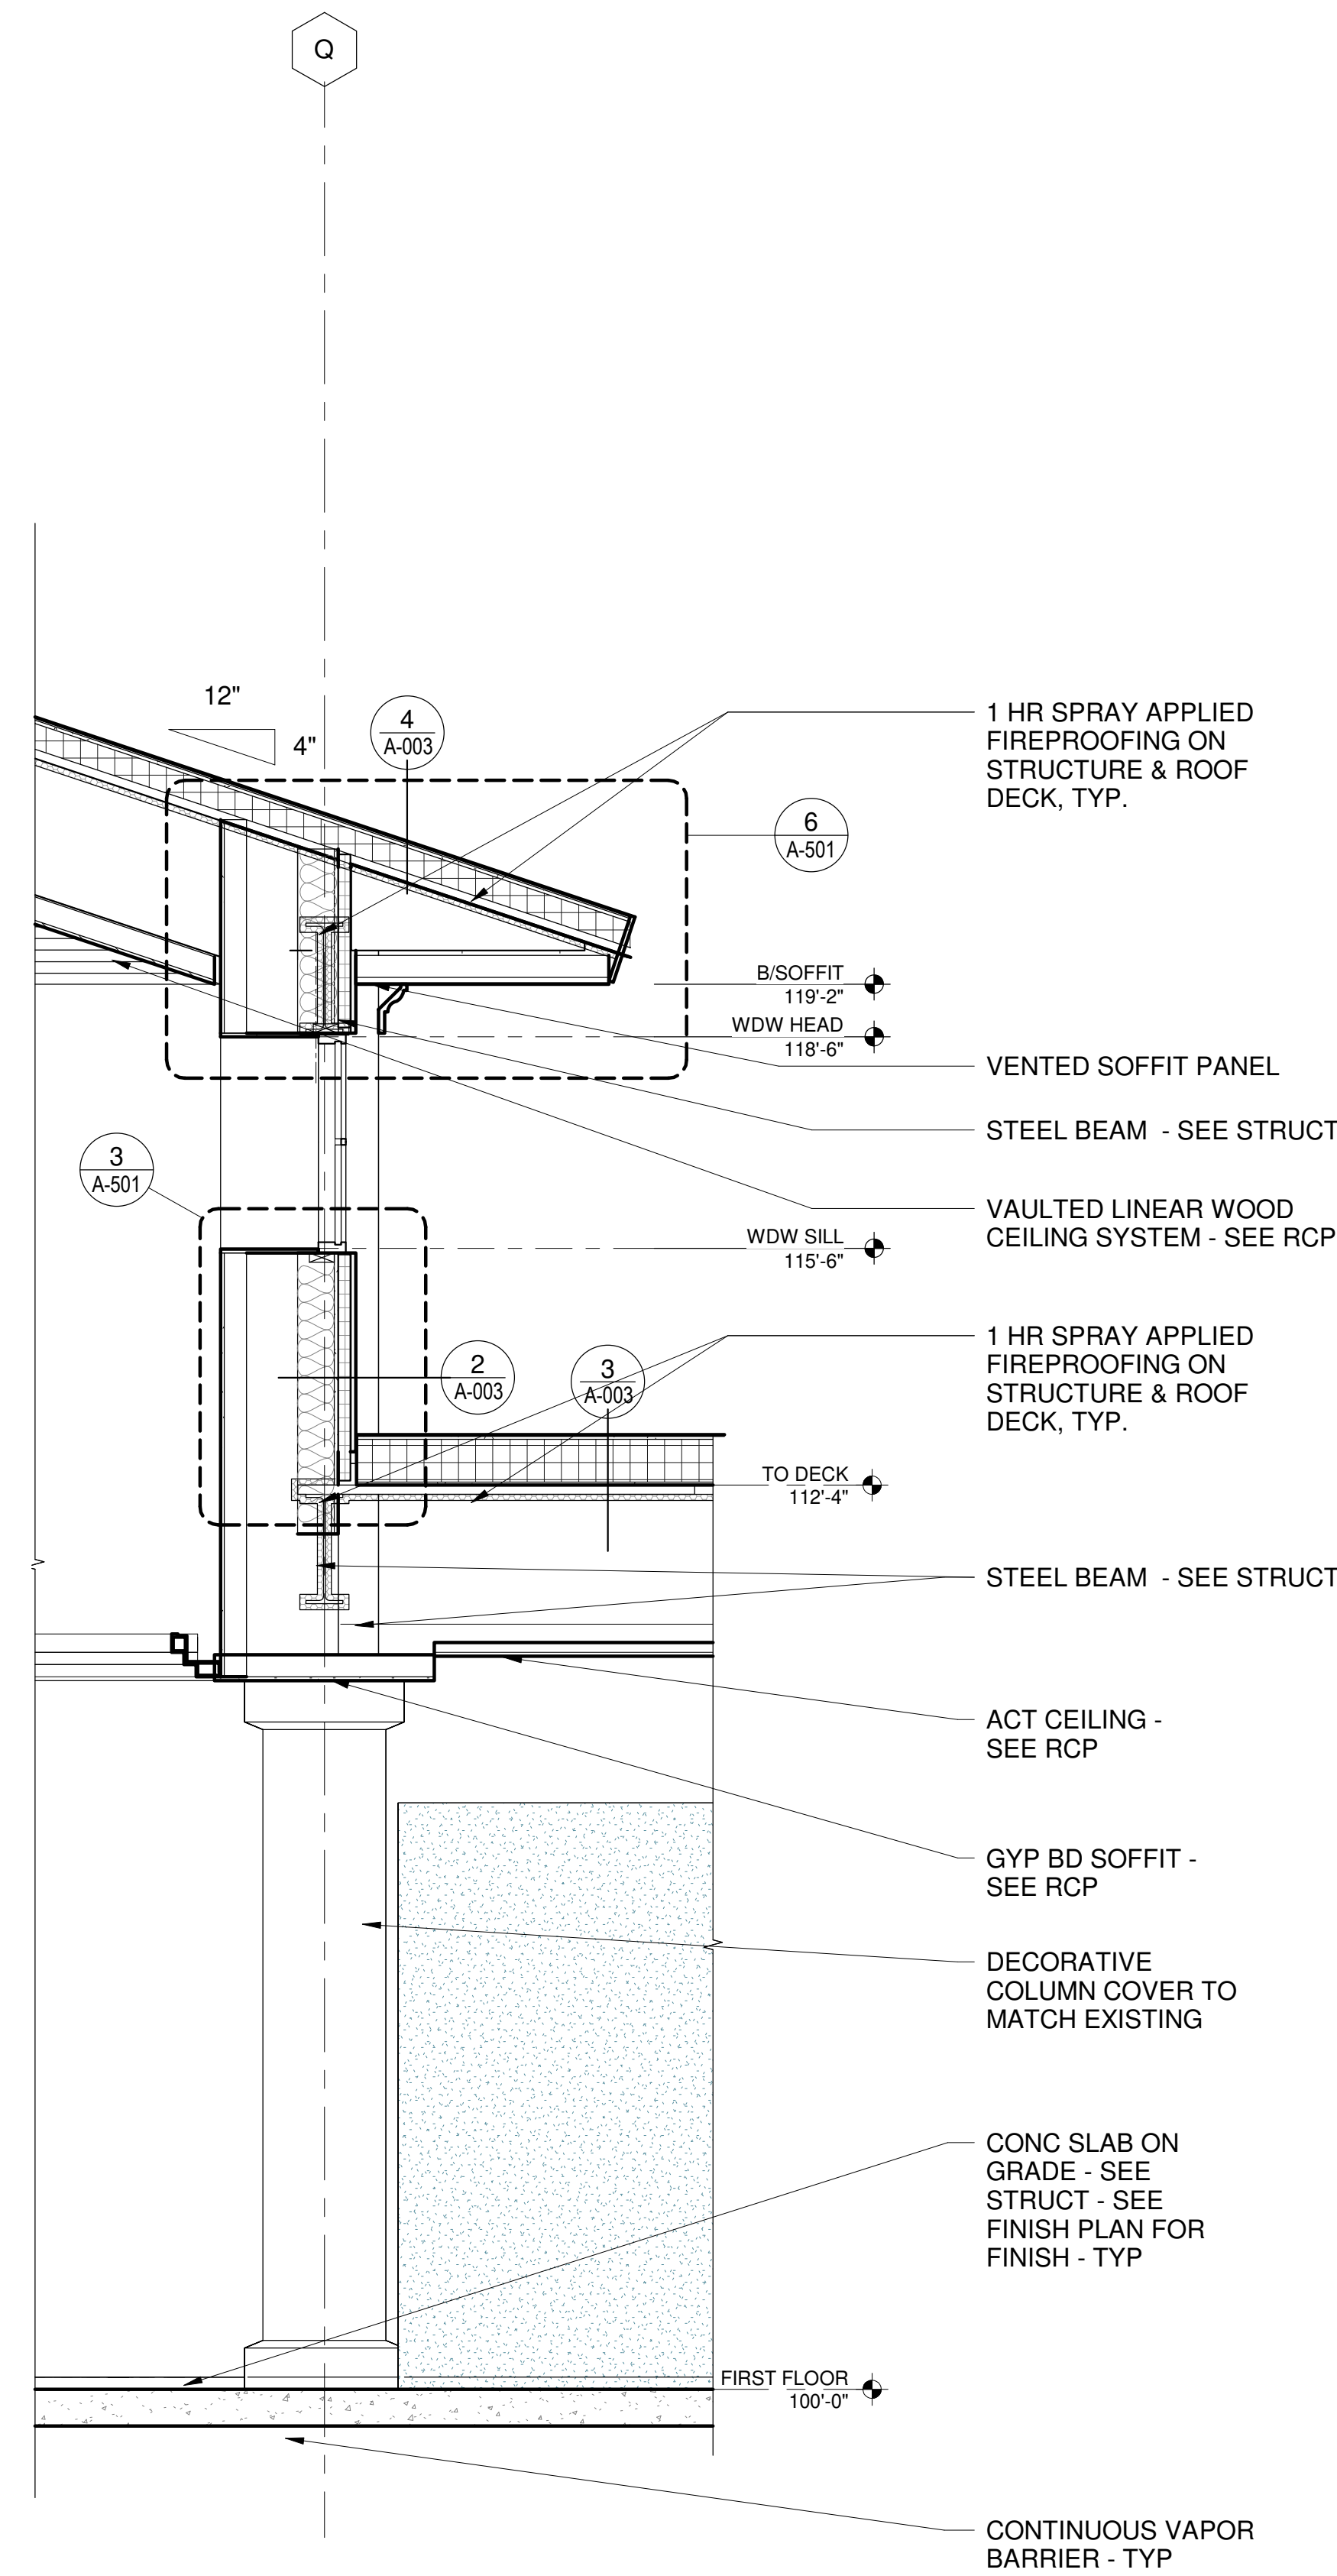 Q
12"
4"
4
A-003
1 HR SPRAY APPLIED
FIREPROOFING ON
STRUCTURE & ROOF
DECK, TYP.
6
A-501
B/SOFFIT
119'-2"
WDW HEAD
118'-6"
VENTED SOFFIT PANEL
STEEL BEAM - SEE STRUCT
3
A-501
VAULTED LINEAR WOOD
CEILING SYSTEM - SEE RCP
WDW SILL
115'-6"
1 HR SPRAY APPLIED
FIREPROOFING ON
STRUCTURE & ROOF
DECK, TYP.
2
A-003
3
A-003
TO DECK
112'-4"
STEEL BEAM - SEE STRUCT
ACT CEILING -
SEE RCP
GYP BD SOFFIT -
SEE RCP
DECORATIVE
COLUMN COVER TO
MATCH EXISTING
CONC SLAB ON
GRADE - SEE
STRUCT - SEE
FINISH PLAN FOR
FINISH - TYP
FIRST FLOOR
100'-0"
CONTINUOUS VAPOR
BARRIER - TYP